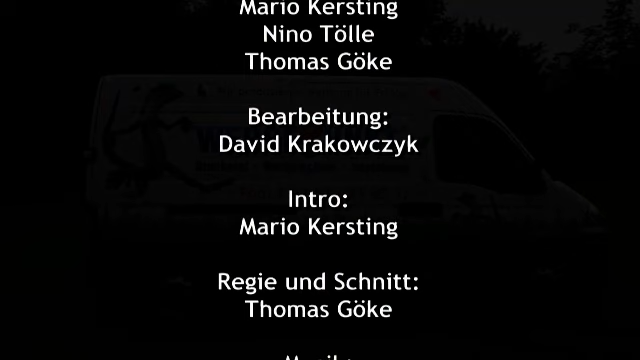 Mario Kersting
Nino Tölle
Thomas Göke
Bearbeitung:
David Krakowczyk
Intro:
Mario Kersting
Regie und Schnitt:
Thomas Göke